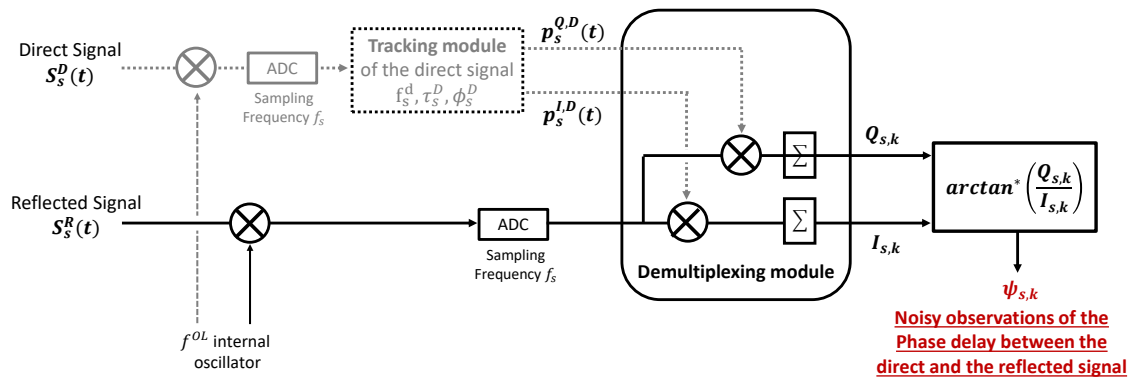 Direct Signal
S_s^D(t)
ADC
Sampling
Frequency f_s
Tracking module
of the direct signal
f_s^d, τ_s^D, ϕ_s^D
p_s^{Q,D}(t)
p_s^{I,D}(t)
Reflected Signal
S_s^R(t)
ADC
Sampling
Frequency f_s
f^{OL} internal
oscillator
∑
∑
Demultiplexing module
Q_{s,k}
I_{s,k}
arctan*(Q_{s,k}/I_{s,k})
ψ_{s,k}
Noisy observations of the
Phase delay between the
direct and the reflected signal